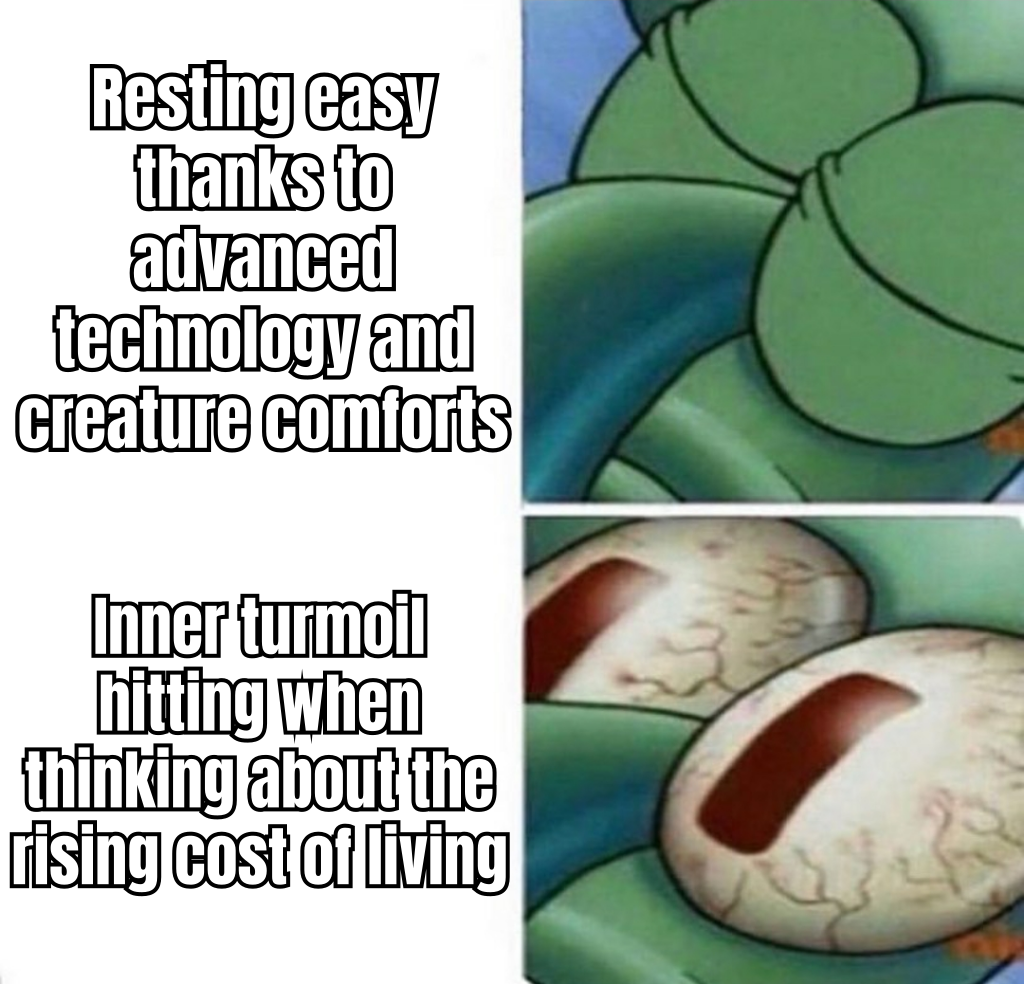 Resting easy
thanks to
advanced
technology and
creature comforts
Inner turmoil
hitting when
thinking about the
rising cost of living